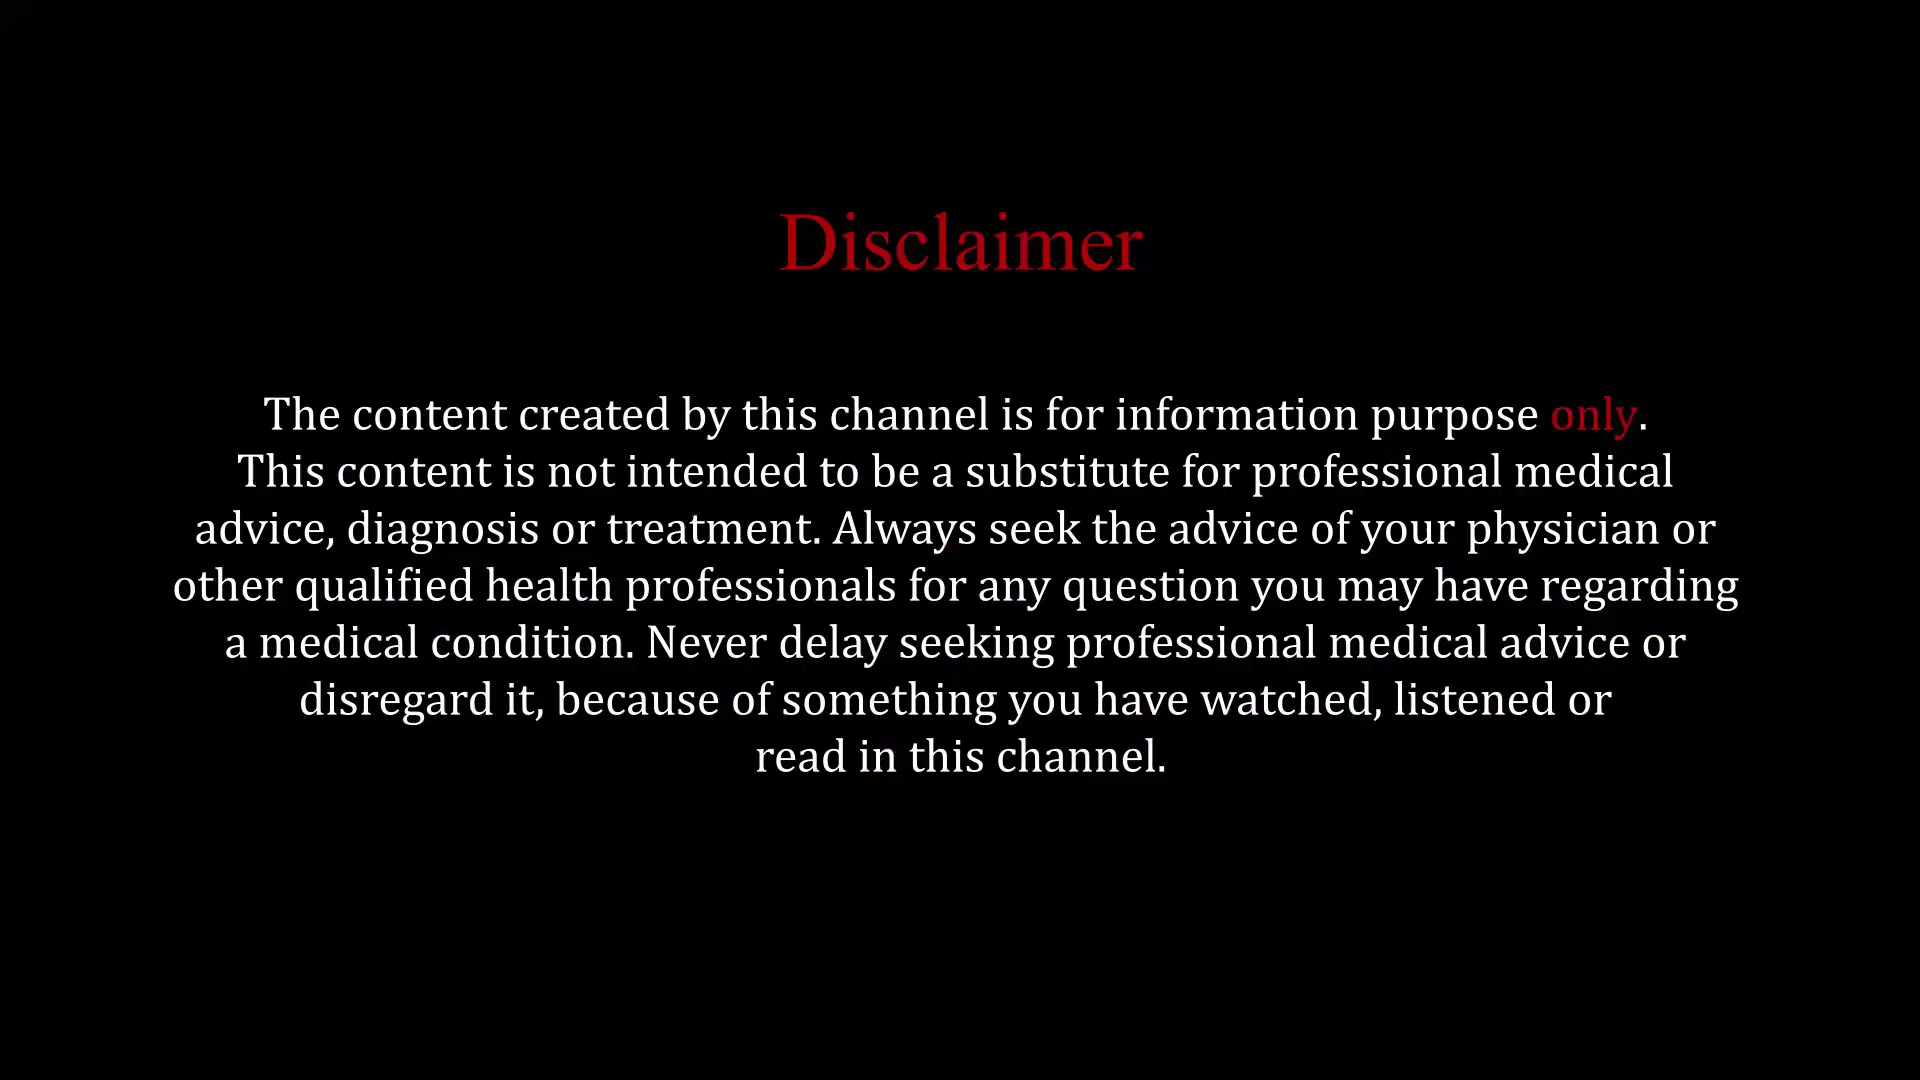 Disclaimer
The content created by this channel is for information purpose only.
This content is not intended to be a substitute for professional medical
advice, diagnosis or treatment. Always seek the advice of your physician or
other qualified health professionals for any question you may have regarding
a medical condition. Never delay seeking professional medical advice or
disregard it, because of something you have watched, listened or
read in this channel.